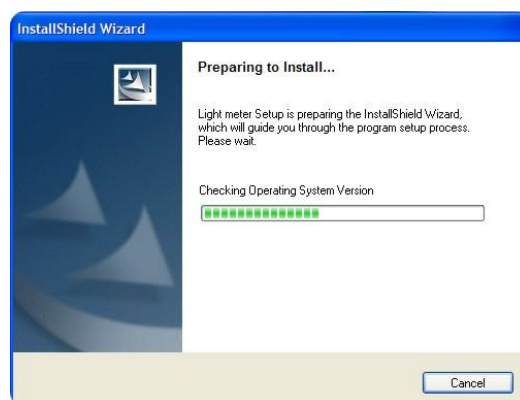 InstallShield Wizard
Preparing to Install...
Light meter Setup is preparing the InstallShield Wizard,
which will guide you through the program setup process.
Please wait.
Checking Operating System Version
Cancel